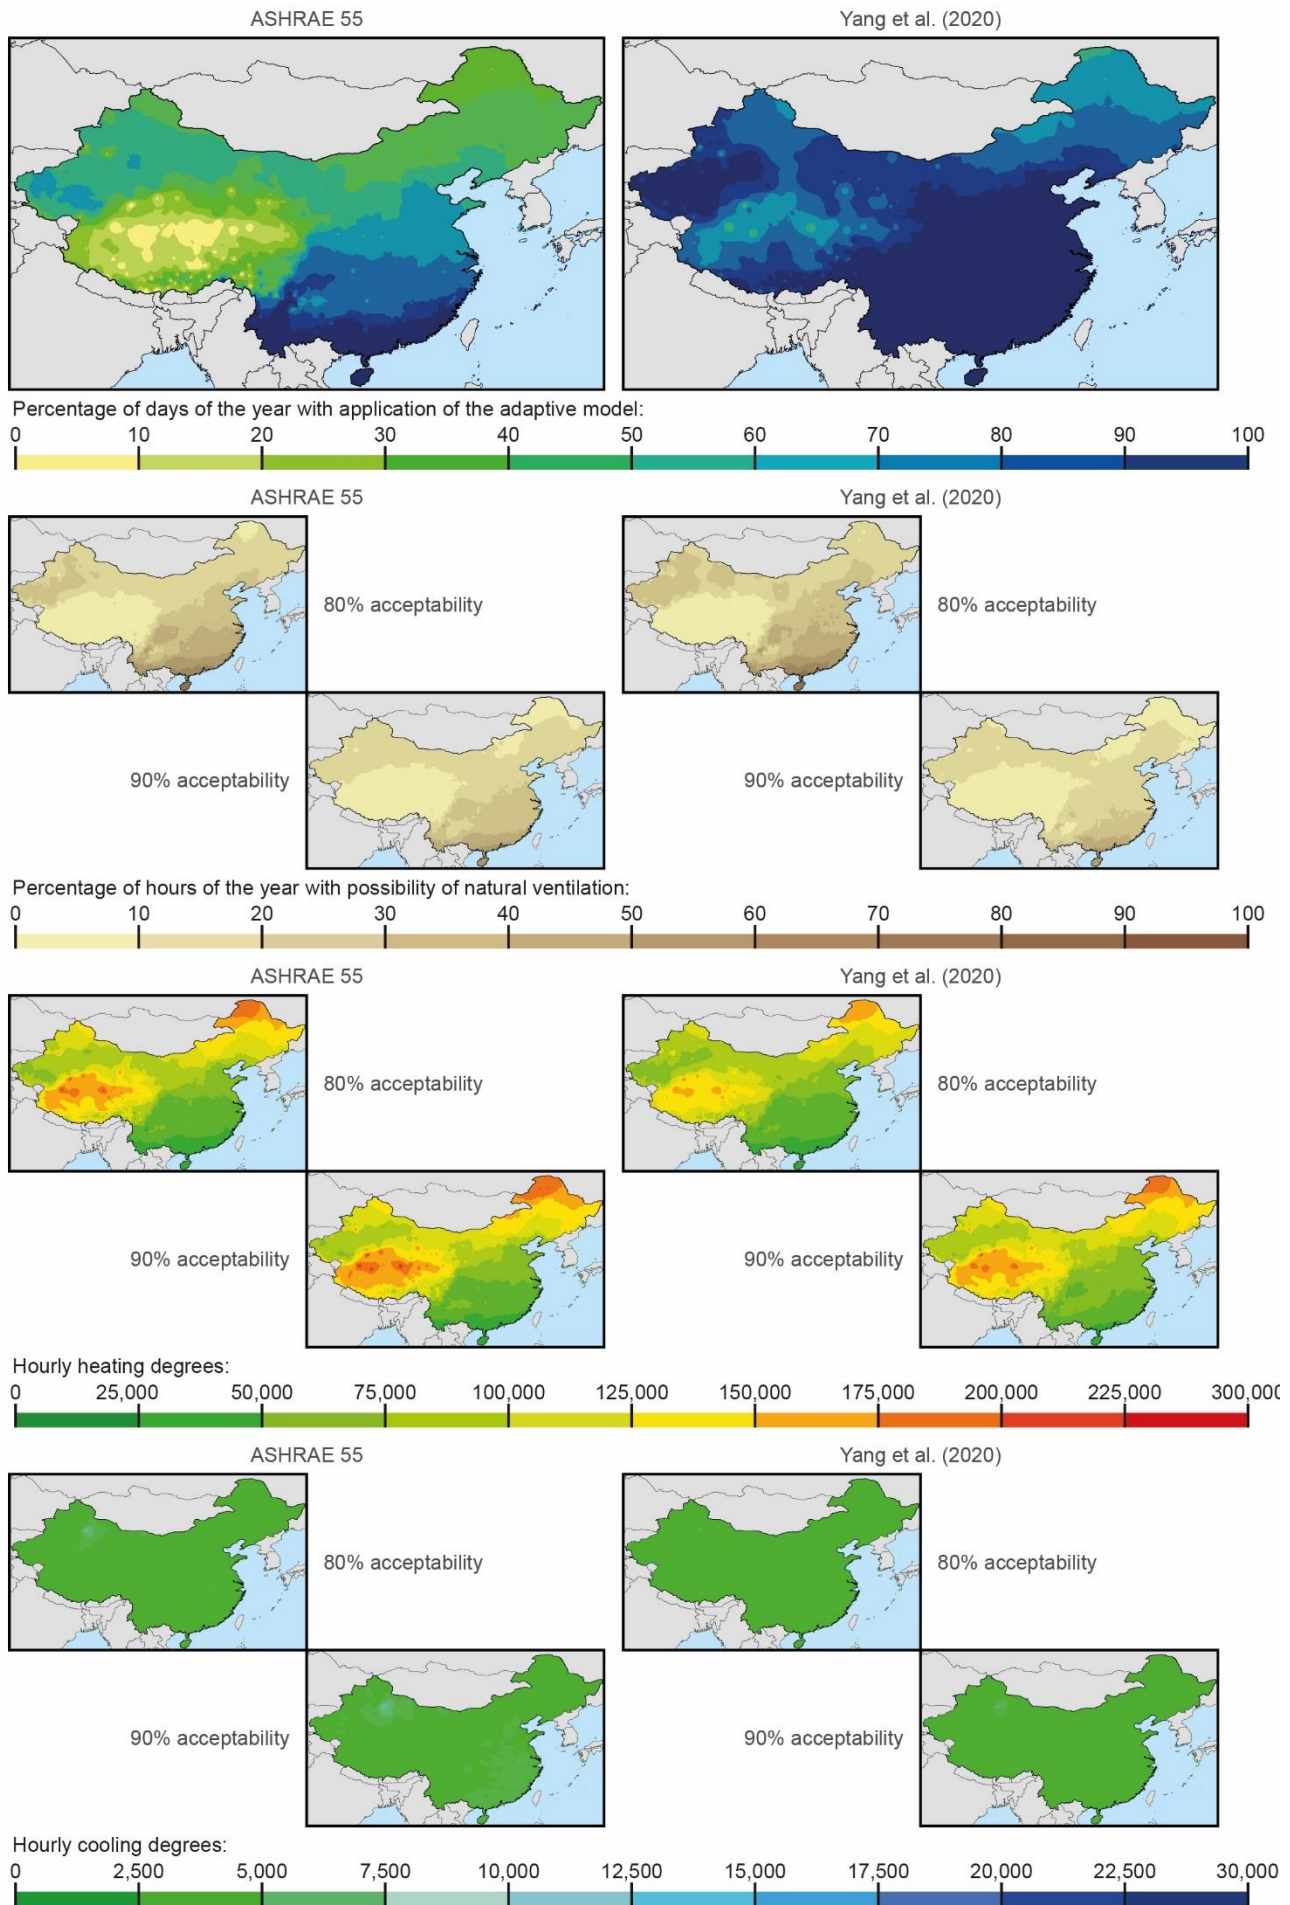 ASHRAE 55 Yang et al. (2020)
Percentage of days of the year with application of the adaptive model:
0 10 20 30 40 50 60 70 80 90 100
ASHRAE 55 Yang et al. (2020)
80% acceptability 80% acceptability
90% acceptability 90% acceptability
Percentage of hours of the year with possibility of natural ventilation:
0 10 20 30 40 50 60 70 80 90 100
ASHRAE 55 Yang et al. (2020)
80% acceptability 80% acceptability
90% acceptability 90% acceptability
Hourly heating degrees:
0 25,000 50,000 75,000 100,000 125,000 150,000 175,000 200,000 225,000 300,000
ASHRAE 55 Yang et al. (2020)
80% acceptability 80% acceptability
90% acceptability 90% acceptability
Hourly cooling degrees:
0 2,500 5,000 7,500 10,000 12,500 15,000 17,500 20,000 22,500 30,000